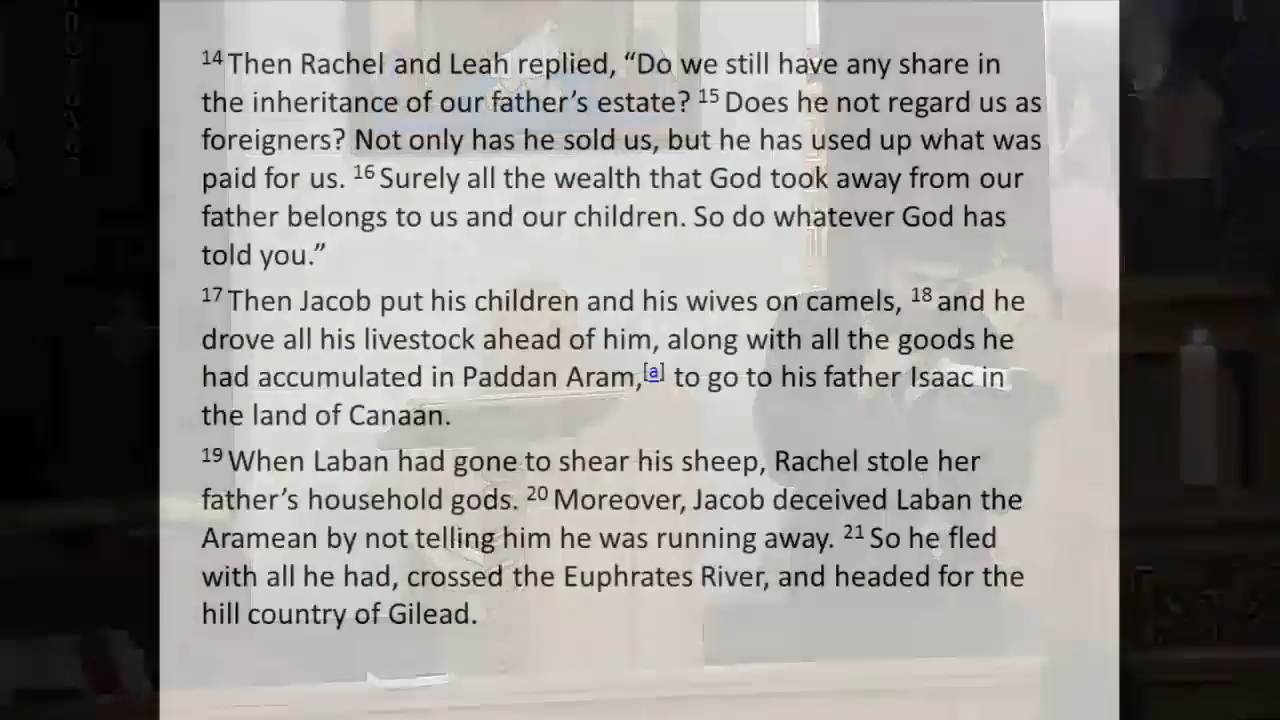 14 Then Rachel and Leah replied, “Do we still have any share in
the inheritance of our father’s estate? 15 Does he not regard us as
foreigners? Not only has he sold us, but he has used up what was
paid for us. 16 Surely all the wealth that God took away from our
father belongs to us and our children. So do whatever God has
told you.”
17 Then Jacob put his children and his wives on camels, 18 and he
drove all his livestock ahead of him, along with all the goods he
had accumulated in Paddan Aram,[a] to go to his father Isaac in
the land of Canaan.
19 When Laban had gone to shear his sheep, Rachel stole her
father’s household gods. 20 Moreover, Jacob deceived Laban the
Aramean by not telling him he was running away. 21 So he fled
with all he had, crossed the Euphrates River, and headed for the
hill country of Gilead.